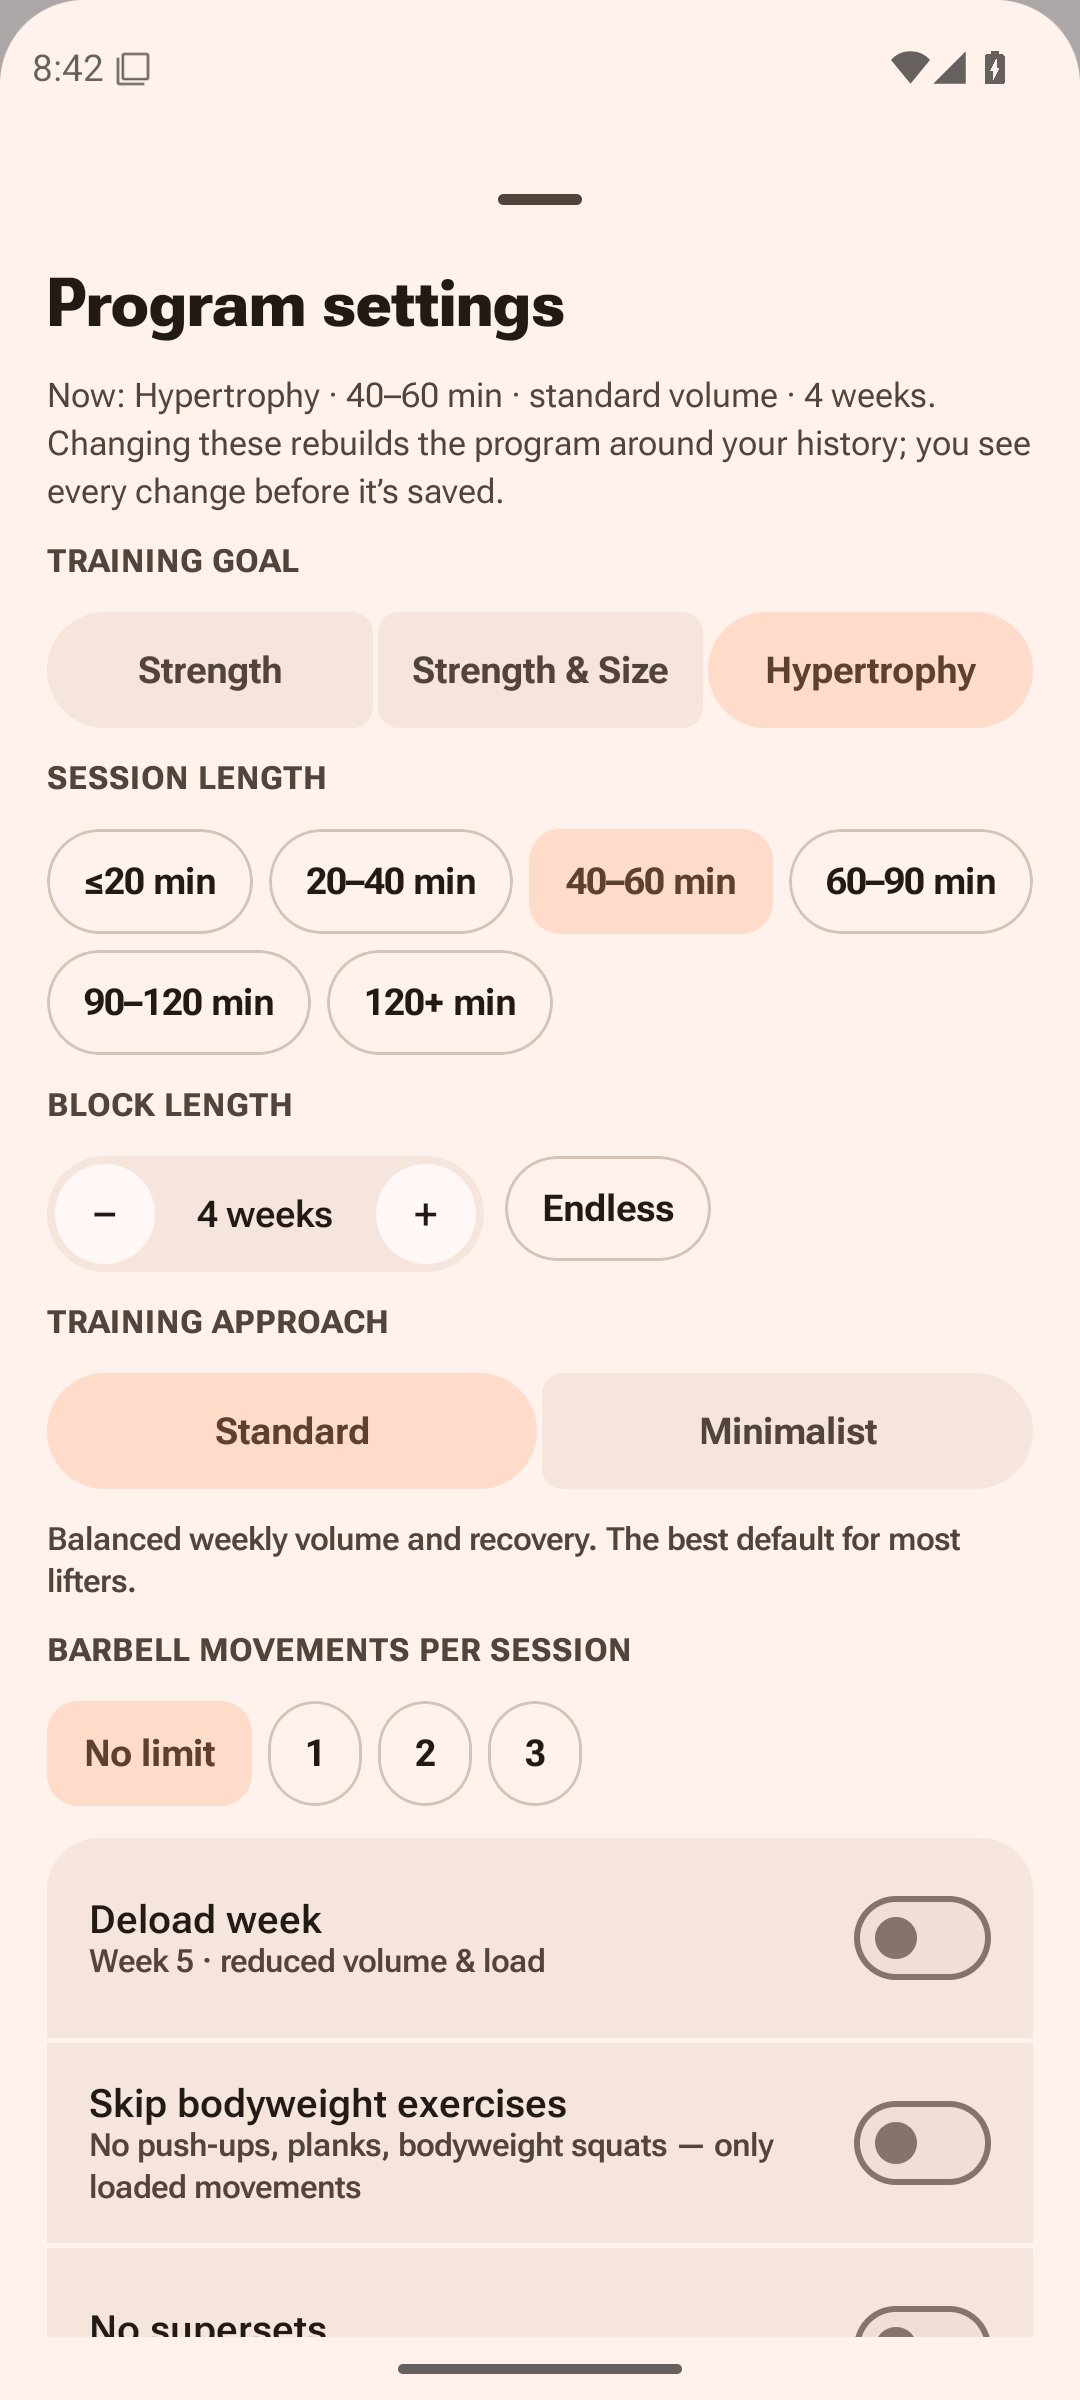 8:42
Program settings
Now: Hypertrophy · 40–60 min · standard volume · 4 weeks.
Changing these rebuilds the program around your history; you see
every change before it’s saved.
TRAINING GOAL
Strength
Strength & Size
Hypertrophy
SESSION LENGTH
≤20 min
20–40 min
40–60 min
60–90 min
90–120 min
120+ min
BLOCK LENGTH
− 4 weeks +
Endless
TRAINING APPROACH
Standard
Minimalist
Balanced weekly volume and recovery. The best default for most
lifters.
BARBELL MOVEMENTS PER SESSION
No limit
1
2
3
Deload week
Week 5 · reduced volume & load
Skip bodyweight exercises
No push-ups, planks, bodyweight squats — only
loaded movements
No supersets